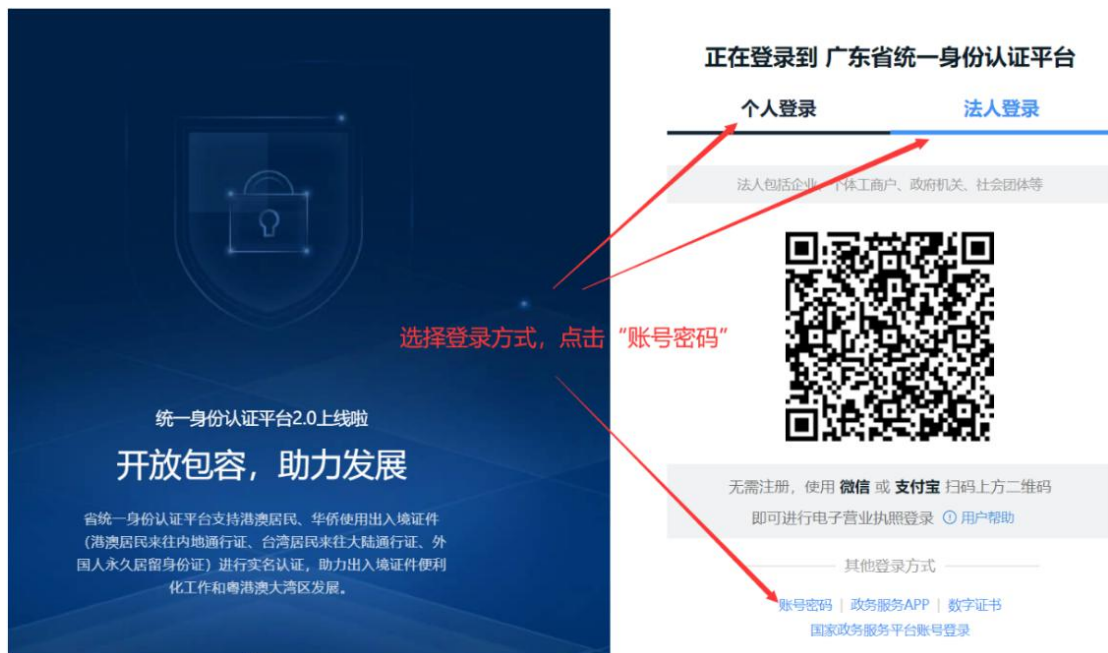 正在登录到 广东省统一身份认证平台
个人登录
法人登录
法人包括企业、个体工商户、政府机关、社会团体等
选择登录方式，点击“账号密码”
统一身份认证平台2.0上线啦
开放包容，助力发展
省统一身份认证平台支持港澳居民、华侨使用出入境证件
（港澳居民来往内地通行证、台湾居民来往大陆通行证、外
国人永久居留身份证）进行实名认证，助力出入境证件便利
化工作和粤港澳大湾区发展。
无需注册，使用 微信 或 支付宝 扫码上方二维码
即可进行电子营业执照登录 用户帮助
其他登录方式
账号密码 | 政务服务APP | 数字证书
国家政务服务平台账号登录